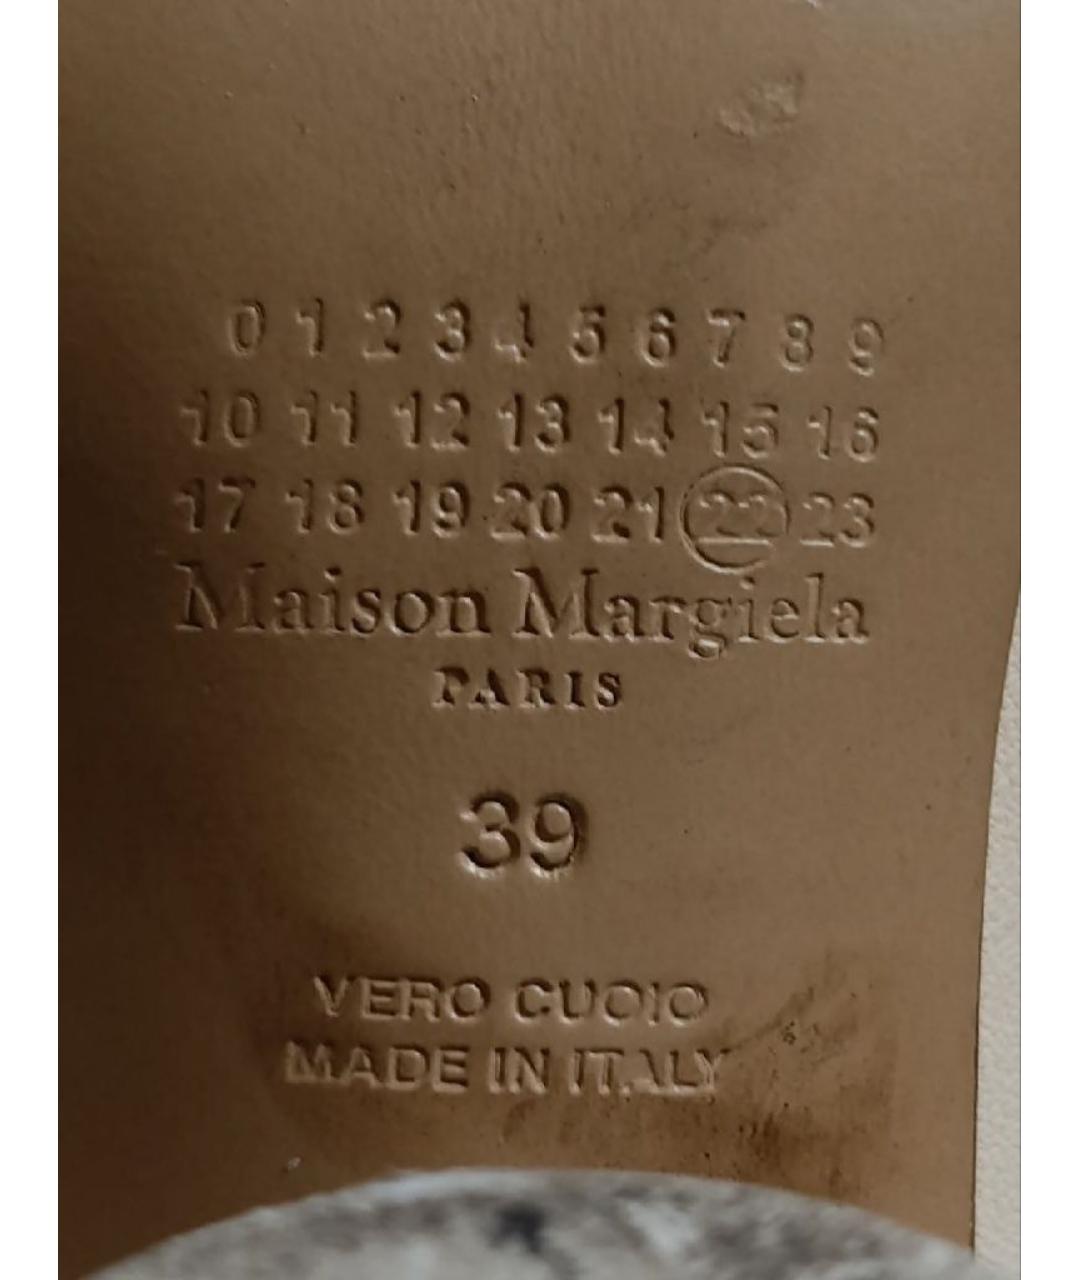 0 1 2 3 4 5 6 7 8 9
10 11 12 13 14 15 16
17 18 19 20 21 22 23
Maison Margiela
PARIS
39
VERO CUOIO
MADE IN ITALY